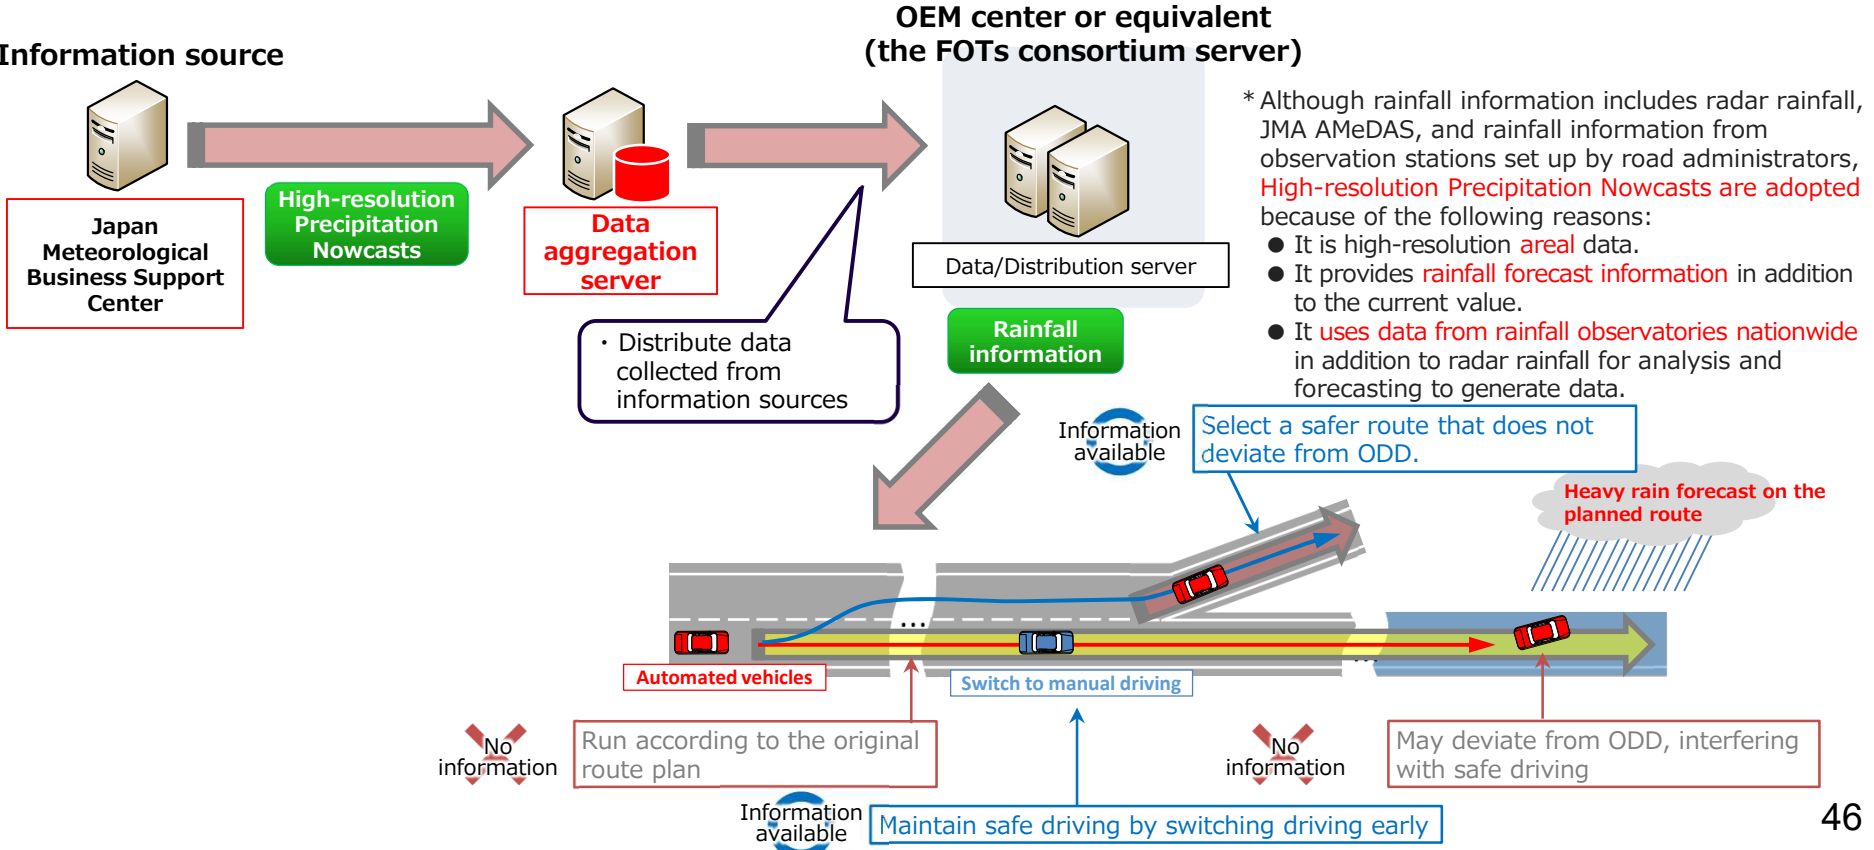 OEM center or equivalent
(the FOTs consortium server)
Information source
Japan
Meteorological
Business Support
Center
High-resolution
Precipitation
Nowcasts
Data
aggregation
server
・Distribute data
collected from
information sources
Data/Distribution server
Rainfall
information
* Although rainfall information includes radar rainfall,
JMA AMeDAS, and rainfall information from
observation stations set up by road administrators,
High-resolution Precipitation Nowcasts are adopted
because of the following reasons:
● It is high-resolution areal data.
● It provides rainfall forecast information in addition
to the current value.
● It uses data from rainfall observatories nationwide
in addition to radar rainfall for analysis and
forecasting to generate data.
Information
available
Select a safer route that does not
deviate from ODD.
Heavy rain forecast on the
planned route
...
...
Automated vehicles
Switch to manual driving
No
information
Run according to the original
route plan
No
information
May deviate from ODD, interfering
with safe driving
Information
available
Maintain safe driving by switching driving early
46